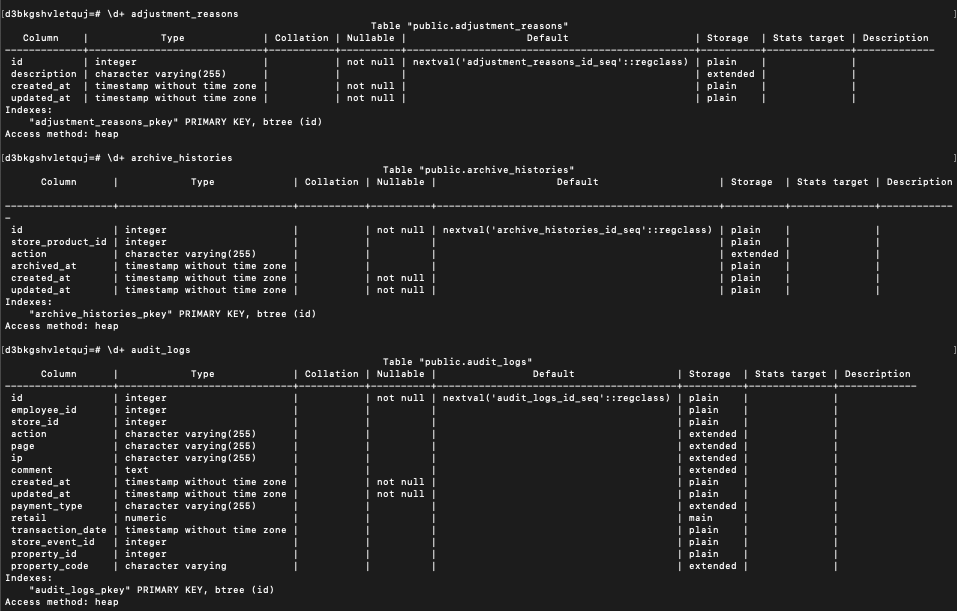 [d3bkgshvletquj=# \d+ adjustment_reasons ]
Table "public.adjustment_reasons"
Column | Type | Collation | Nullable | Default | Storage | Stats target | Description
-------------+-----------------------------+-----------+----------+------------------------------------------------+----------+--------------+-------------
id | integer | | not null | nextval('adjustment_reasons_id_seq'::regclass) | plain | |
description | character varying(255) | | | | extended | |
created_at | timestamp without time zone | | not null | | plain | |
updated_at | timestamp without time zone | | not null | | plain | |
Indexes:
"adjustment_reasons_pkey" PRIMARY KEY, btree (id)
Access method: heap
[d3bkgshvletquj=# \d+ archive_histories ]
Table "public.archive_histories"
Column | Type | Collation | Nullable | Default | Storage | Stats target | Description
------------------+-----------------------------+-----------+----------+-----------------------------------------------+----------+--------------+------------
-
id | integer | | not null | nextval('archive_histories_id_seq'::regclass) | plain | |
store_product_id | integer | | | | plain | |
action | character varying(255) | | | | extended | |
archived_at | timestamp without time zone | | | | plain | |
created_at | timestamp without time zone | | not null | | plain | |
updated_at | timestamp without time zone | | not null | | plain | |
Indexes:
"archive_histories_pkey" PRIMARY KEY, btree (id)
Access method: heap
[d3bkgshvletquj=# \d+ audit_logs ]
Table "public.audit_logs"
Column | Type | Collation | Nullable | Default | Storage | Stats target | Description
------------------+-----------------------------+-----------+----------+----------------------------------------+----------+--------------+-------------
id | integer | | not null | nextval('audit_logs_id_seq'::regclass) | plain | |
employee_id | integer | | | | plain | |
store_id | integer | | | | plain | |
action | character varying(255) | | | | extended | |
page | character varying(255) | | | | extended | |
ip | character varying(255) | | | | extended | |
comment | text | | | | extended | |
created_at | timestamp without time zone | | not null | | plain | |
updated_at | timestamp without time zone | | not null | | plain | |
payment_type | character varying(255) | | | | extended | |
retail | numeric | | | | main | |
transaction_date | timestamp without time zone | | | | plain | |
store_event_id | integer | | | | plain | |
property_id | integer | | | | plain | |
property_code | character varying | | | | extended | |
Indexes:
"audit_logs_pkey" PRIMARY KEY, btree (id)
Access method: heap